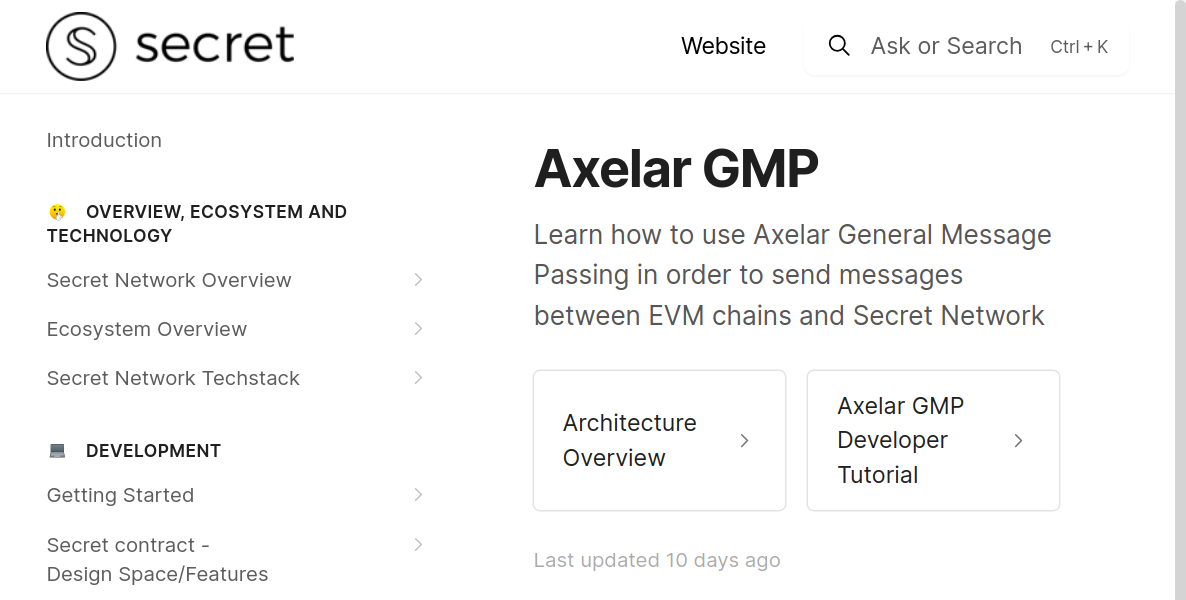 secret
Website
Ask or Search
Ctrl + K
Introduction
OVERVIEW, ECOSYSTEM AND
TECHNOLOGY
Secret Network Overview
Ecosystem Overview
Secret Network Techstack
DEVELOPMENT
Getting Started
Secret contract -
Design Space/Features
Axelar GMP
Learn how to use Axelar General Message
Passing in order to send messages
between EVM chains and Secret Network
Architecture
Overview
Axelar GMP
Developer
Tutorial
Last updated 10 days ago